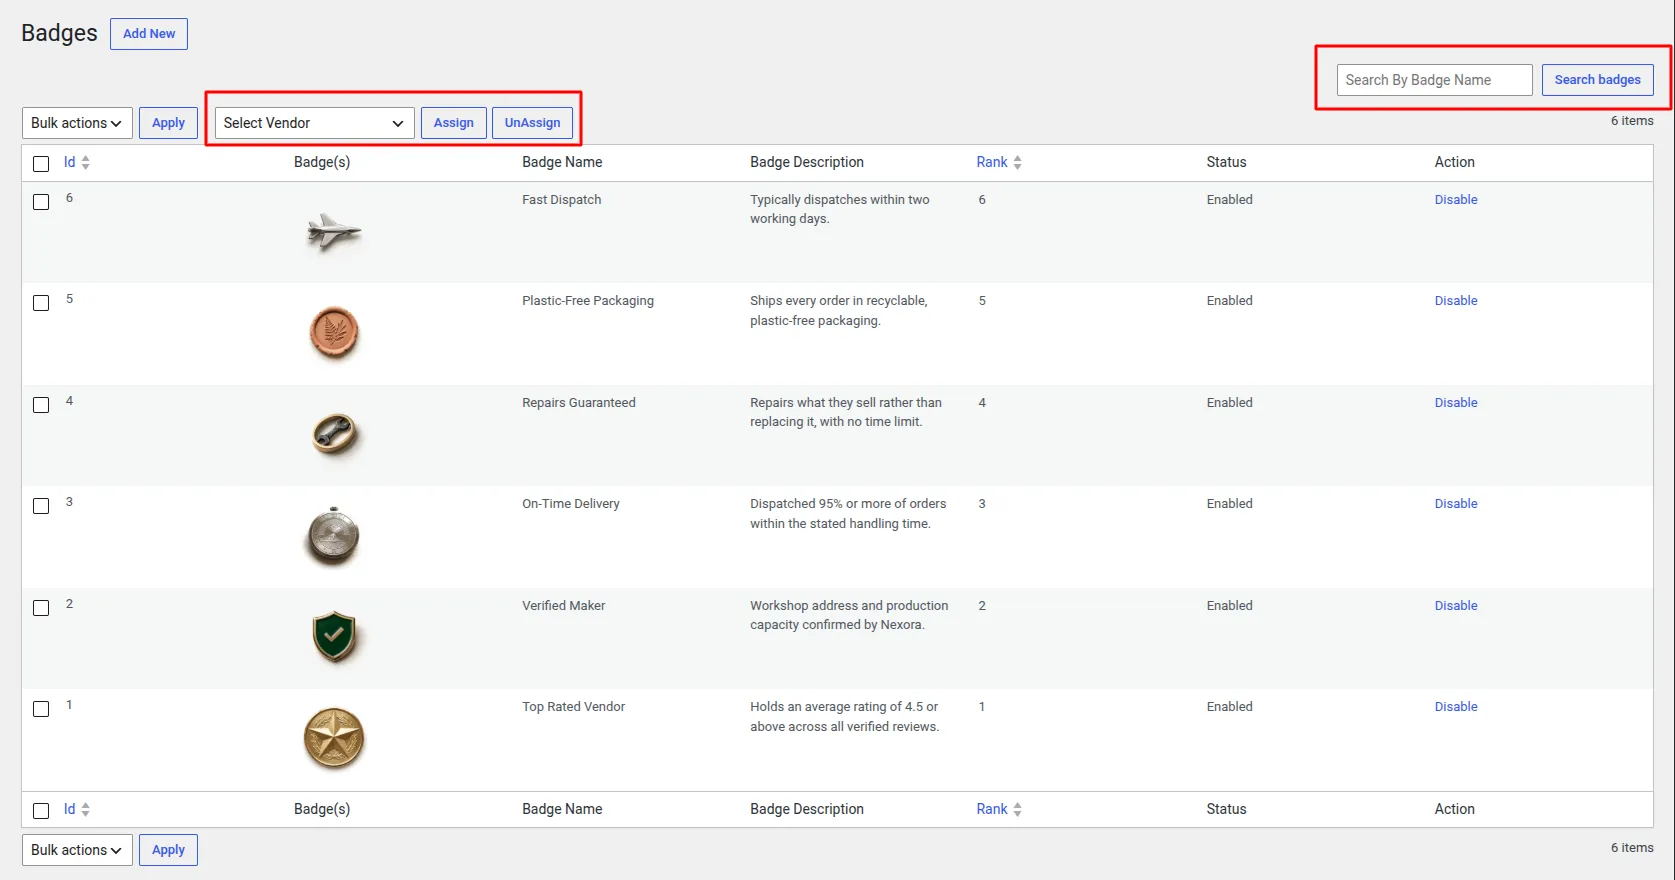 Badges Add New
Search By Badge Name Search badges
Bulk actions Apply Select Vendor Assign UnAssign
6 items
Id Badge(s) Badge Name Badge Description Rank Status Action
6 Fast Dispatch Typically dispatches within two 6 Enabled Disable
working days.
5 Plastic-Free Packaging Ships every order in recyclable, 5 Enabled Disable
plastic-free packaging.
4 Repairs Guaranteed Repairs what they sell rather than 4 Enabled Disable
replacing it, with no time limit.
3 On-Time Delivery Dispatched 95% or more of orders 3 Enabled Disable
within the stated handling time.
2 Verified Maker Workshop address and production 2 Enabled Disable
capacity confirmed by Nexora.
1 Top Rated Vendor Holds an average rating of 4.5 or 1 Enabled Disable
above across all verified reviews.
Id Badge(s) Badge Name Badge Description Rank Status Action
Bulk actions Apply 6 items